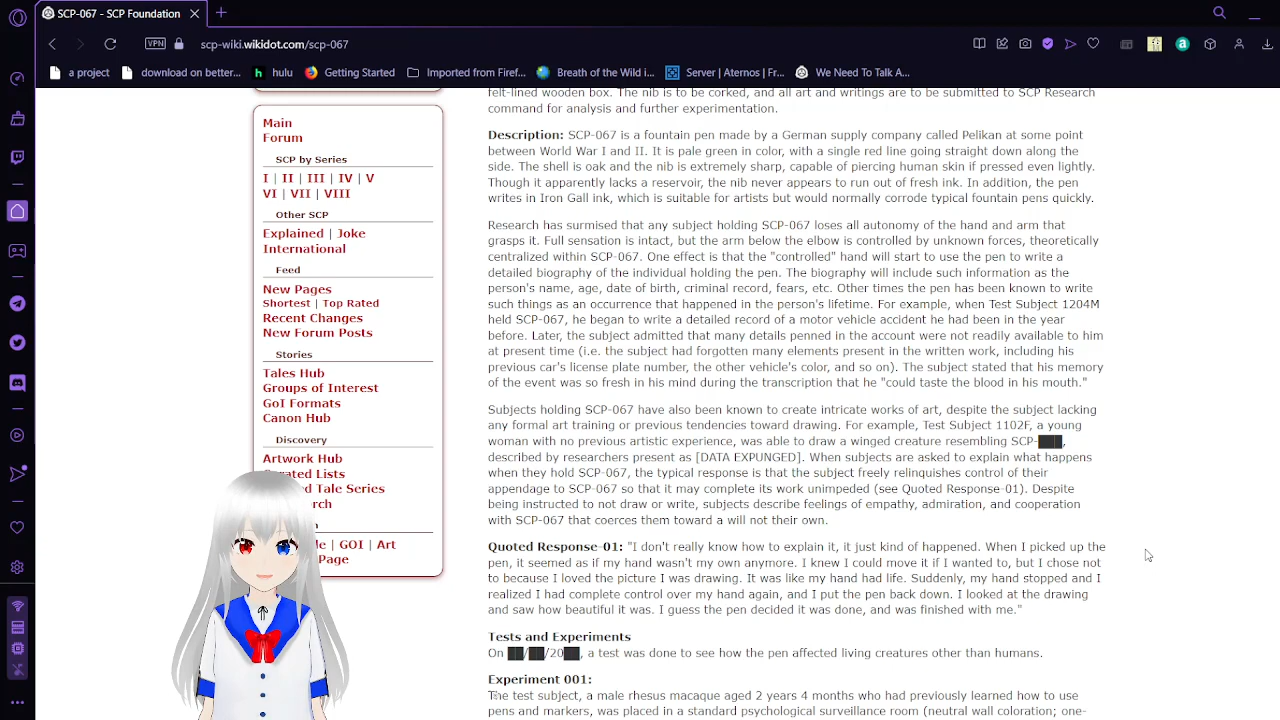 SCP-067 - SCP Foundation
VPN
scp-wiki.wikidot.com/scp-067
a project
download on better...
hulu
Getting Started
Imported from Firef...
Breath of the Wild i...
Server | Aternos | Fr...
We Need To Talk A...
Main
Forum
SCP by Series
I | II | III | IV | V
VI | VII | VIII
Other SCP
Explained | Joke
International
Feed
New Pages
Shortest | Top Rated
Recent Changes
New Forum Posts
Stories
Tales Hub
Groups of Interest
GoI Formats
Canon Hub
Discovery
Artwork Hub
Lists
Tale Series
GOI | Art
Page
felt-lined wooden box. The nib is to be corked, and all art and writings are to be submitted to SCP Research
command for analysis and further experimentation.
Description: SCP-067 is a fountain pen made by a German supply company called Pelikan at some point
between World War I and II. It is pale green in color, with a single red line going straight down along the
side. The shell is oak and the nib is extremely sharp, capable of piercing human skin if pressed even lightly.
Though it apparently lacks a reservoir, the nib never appears to run out of fresh ink. In addition, the pen
writes in Iron Gall ink, which is suitable for artists but would normally corrode typical fountain pens quickly.
Research has surmised that any subject holding SCP-067 loses all autonomy of the hand and arm that
grasps it. Full sensation is intact, but the arm below the elbow is controlled by unknown forces, theoretically
centralized within SCP-067. One effect is that the "controlled" hand will start to use the pen to write a
detailed biography of the individual holding the pen. The biography will include such information as the
person's name, age, date of birth, criminal record, fears, etc. Other times the pen has been known to write
such things as an occurrence that happened in the person's lifetime. For example, when Test Subject 1204M
held SCP-067, he began to write a detailed record of a motor vehicle accident he had been in the year
before. Later, the subject admitted that many details penned in the account were not readily available to him
at present time (i.e. the subject had forgotten many elements present in the written work, including his
previous car's license plate number, the other vehicle's color, and so on). The subject stated that his memory
of the event was so fresh in his mind during the transcription that he "could taste the blood in his mouth."
Subjects holding SCP-067 have also been known to create intricate works of art, despite the subject lacking
any formal art training or previous tendencies toward drawing. For example, Test Subject 1102F, a young
woman with no previous artistic experience, was able to draw a winged creature resembling SCP-███,
described by researchers present as [DATA EXPUNGED]. When subjects are asked to explain what happens
when they hold SCP-067, the typical response is that the subject freely relinquishes control of their
appendage to SCP-067 so that it may complete its work unimpeded (see Quoted Response-01). Despite
being instructed to not draw or write, subjects describe feelings of empathy, admiration, and cooperation
with SCP-067 that coerces them toward a will not their own.
Quoted Response-01: "I don't really know how to explain it, it just kind of happened. When I picked up the
pen, it seemed as if my hand wasn't my own anymore. I knew I could move it if I wanted to, but I chose not
to because I loved the picture I was drawing. It was like my hand had life. Suddenly, my hand stopped and I
realized I had complete control over my hand again, and I put the pen back down. I looked at the drawing
and saw how beautiful it was. I guess the pen decided it was done, and was finished with me."
Tests and Experiments
On ██/██/20██, a test was done to see how the pen affected living creatures other than humans.
Experiment 001:
The test subject, a male rhesus macaque aged 2 years 4 months who had previously learned how to use
pens and markers, was placed in a standard psychological surveillance room (neutral wall coloration; one-